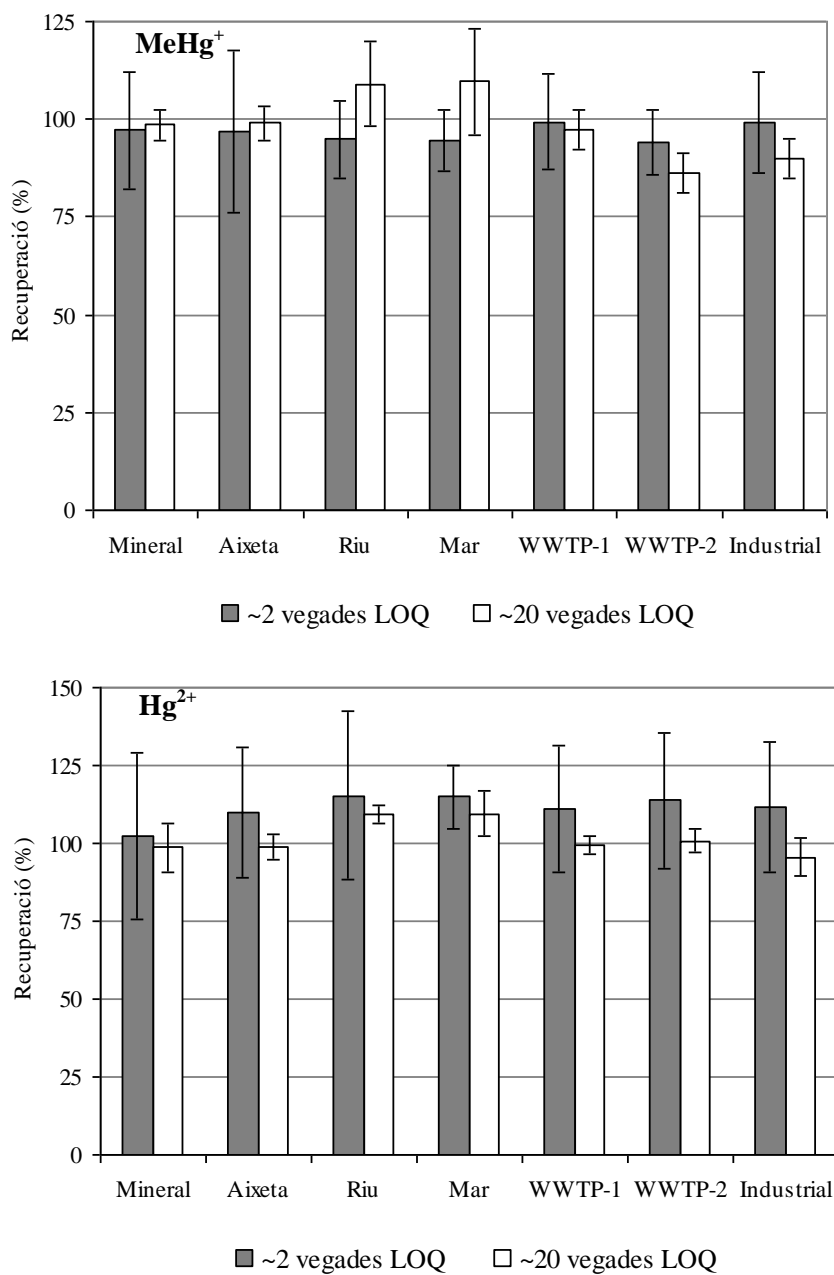 MeHg⁺
Recuperació (%)
125
100
75
50
25
0
Mineral Aixeta Riu Mar WWTP-1 WWTP-2 Industrial
~2 vegades LOQ ~20 vegades LOQ
Hg²⁺
Recuperació (%)
150
125
100
75
50
25
0
Mineral Aixeta Riu Mar WWTP-1 WWTP-2 Industrial
~2 vegades LOQ ~20 vegades LOQ